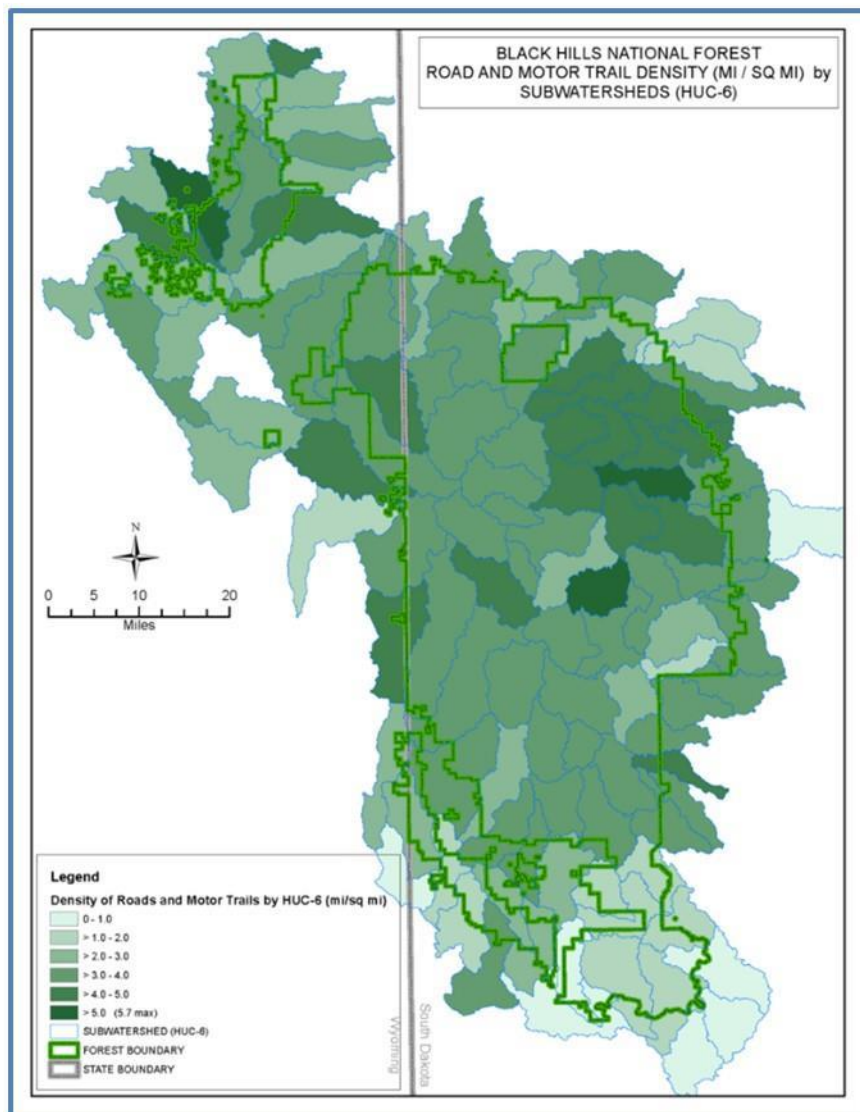 BLACK HILLS NATIONAL FOREST
ROAD AND MOTOR TRAIL DENSITY (MI / SQ MI) by
SUBWATERSHEDS (HUC-6)
N
0 5 10 20
Miles
Legend
Density of Roads and Motor Trails by HUC-6 (mi/sq mi)
0 - 1.0
> 1.0 - 2.0
> 2.0 - 3.0
> 3.0 - 4.0
> 4.0 - 5.0
> 5.0 (5.7 max)
SUBWATERSHED (HUC-6)
FOREST BOUNDARY
STATE BOUNDARY
Wyoming
South Dakota